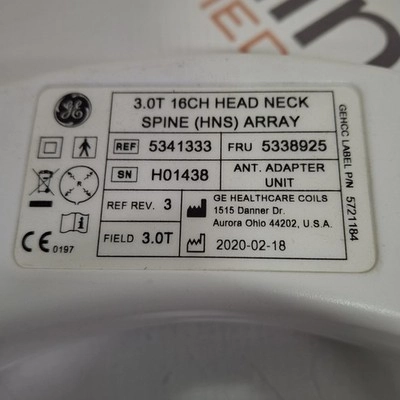 3.0T 16CH HEAD NECK
SPINE (HNS) ARRAY
REF 5341333
FRU 5338925
SN H01438
ANT. ADAPTER
UNIT
REF REV. 3
GE HEALTHCARE COILS
1515 Danner Dr.
Aurora Ohio 44202, U.S.A.
FIELD 3.0T
2020-02-18
CE 0197
GEHCC LABEL P/N 5721184
GE
in
MED